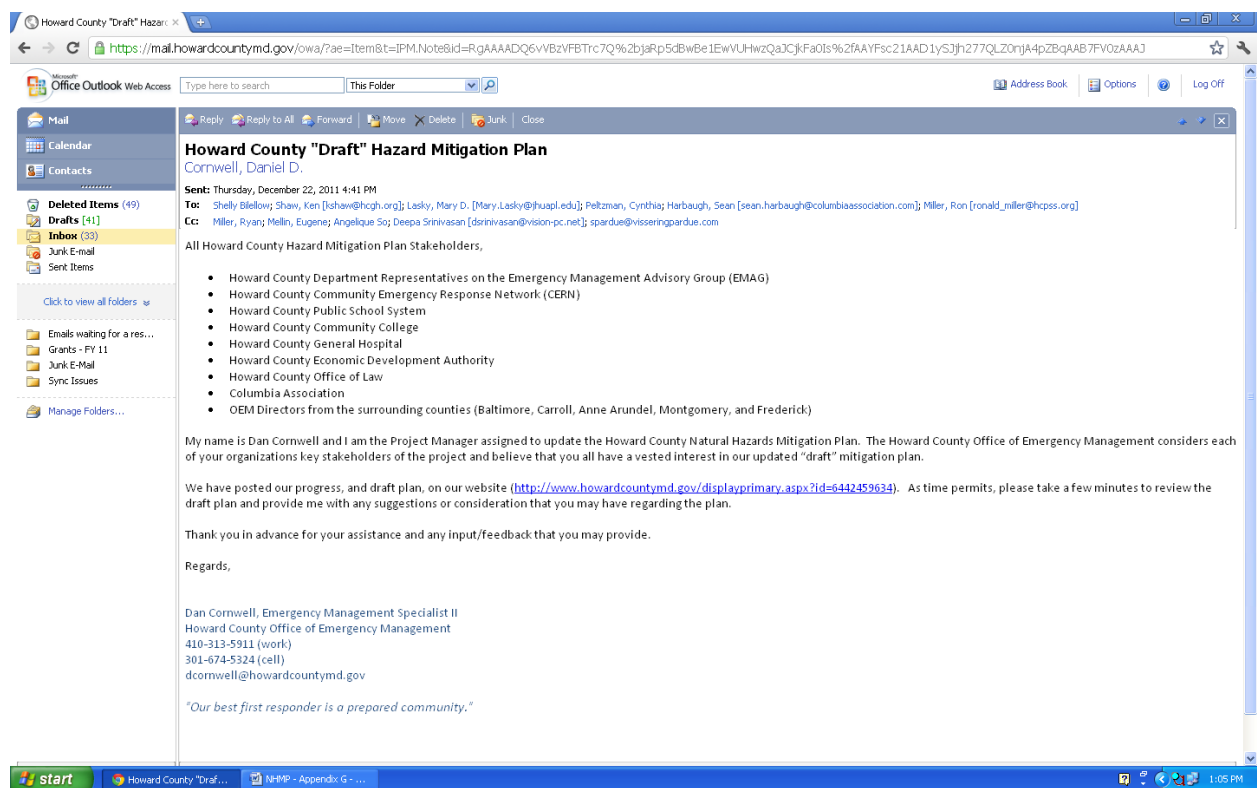 Howard County "Draft" Hazard
https://mail.howardcountymd.gov/owa/?ae=Item&t=IPM.Note&id=RgAAAADQ6vVBzVFBTrc7Q%2bjaRp5dBwBe1EwVUHwzQaJCjkFa0Is%2fAAYFsc21AAD1ySJjh277QLZ0njA4pZBqAAB7FV0zAAAJ
Microsoft
Office Outlook Web Access
Type here to search
This Folder
Address Book
Options
Log Off
Mail
Reply Reply to All Forward Move Delete Junk Close
Calendar
Contacts
Howard County "Draft" Hazard Mitigation Plan
Cornwell, Daniel D.
Deleted Items (49)
Drafts [41]
Inbox (33)
Junk E-mail
Sent Items
Click to view all folders
Emails waiting for a res...
Grants - FY 11
Junk E-Mail
Sync Issues
Manage Folders...
Sent: Thursday, December 22, 2011 4:41 PM
To: Shelly Bilellow; Shaw, Ken [kshaw@hcgh.org]; Lasky, Mary D. [Mary.Lasky@jhuapl.edu]; Peltzman, Cynthia; Harbaugh, Sean [sean.harbaugh@columbiaassociation.com]; Miller, Ron [ronald_miller@hcpss.org]
Cc: Miller, Ryan; Mellin, Eugene; Angelique So; Deepa Srinivasan [dsrinivasan@vision-pc.net]; spardue@visseringpardue.com
All Howard County Hazard Mitigation Plan Stakeholders,
• Howard County Department Representatives on the Emergency Management Advisory Group (EMAG)
• Howard County Community Emergency Response Network (CERN)
• Howard County Public School System
• Howard County Community College
• Howard County General Hospital
• Howard County Economic Development Authority
• Howard County Office of Law
• Columbia Association
• OEM Directors from the surrounding counties (Baltimore, Carroll, Anne Arundel, Montgomery, and Frederick)
My name is Dan Cornwell and I am the Project Manager assigned to update the Howard County Natural Hazards Mitigation Plan. The Howard County Office of Emergency Management considers each
of your organizations key stakeholders of the project and believe that you all have a vested interest in our updated "draft" mitigation plan.
We have posted our progress, and draft plan, on our website (http://www.howardcountymd.gov/displayprimary.aspx?id=6442459634). As time permits, please take a few minutes to review the
draft plan and provide me with any suggestions or consideration that you may have regarding the plan.
Thank you in advance for your assistance and any input/feedback that you may provide.
Regards,
Dan Cornwell, Emergency Management Specialist II
Howard County Office of Emergency Management
410-313-5911 (work)
301-674-5324 (cell)
dcornwell@howardcountymd.gov
"Our best first responder is a prepared community."
start
Howard County "Draf...
NHMP - Appendix G - ...
1:05 PM